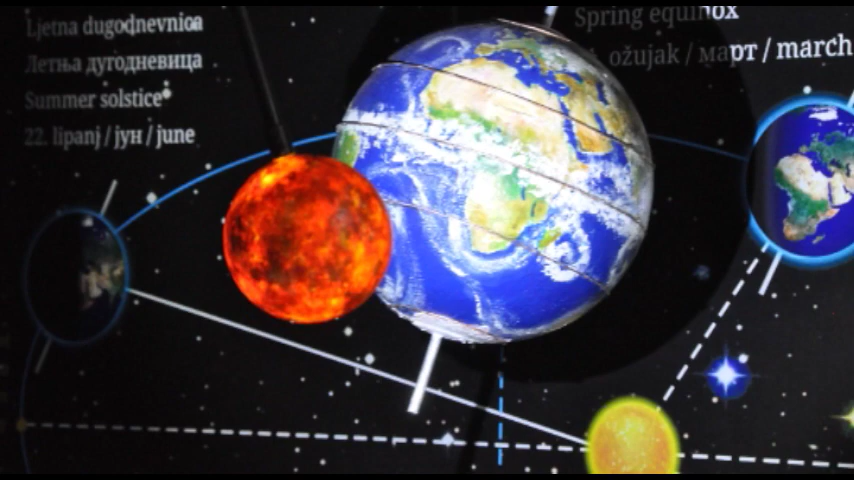 Ljetna dugodnevnica
Летња дугодневица
Summer solstice
22. lipanj / јун / june
Spring equinox
ožujak / март / march